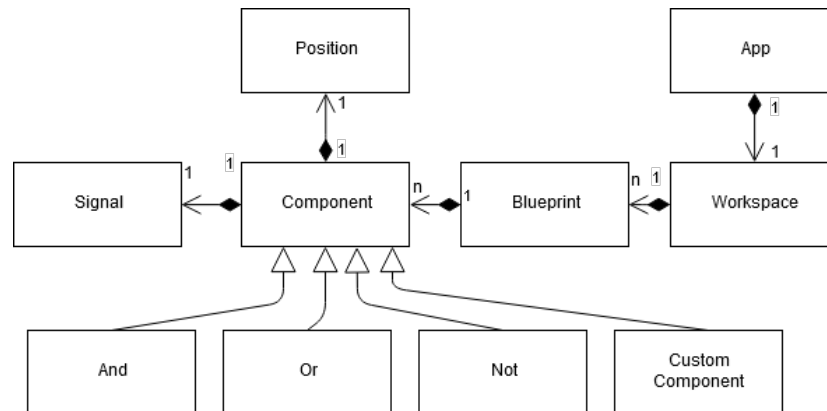 Position
App
1
1
1
1
1
1
n
1
n
1
Signal
Component
Blueprint
Workspace
And
Or
Not
Custom
Component